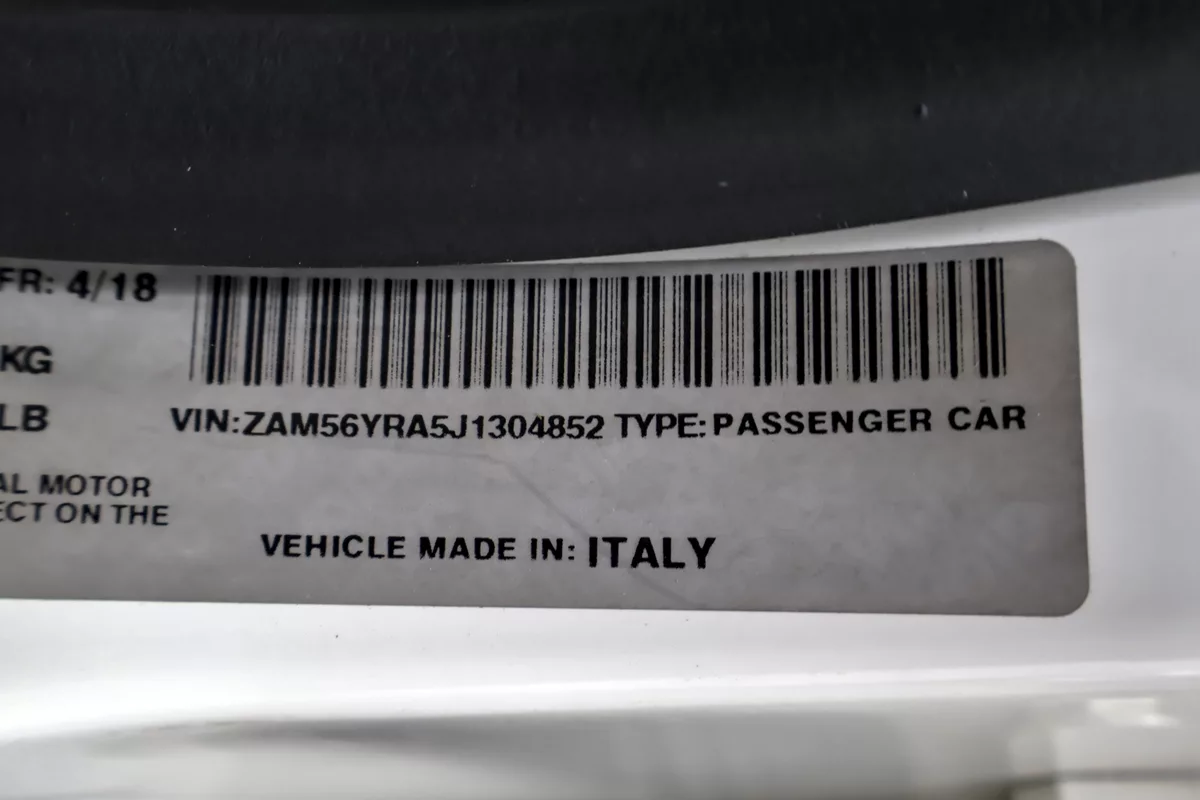 FR: 4/18
KG
LB
VIN:ZAM56YRA5J1304852 TYPE: PASSENGER CAR
AL MOTOR
ECT ON THE
VEHICLE MADE IN: ITALY